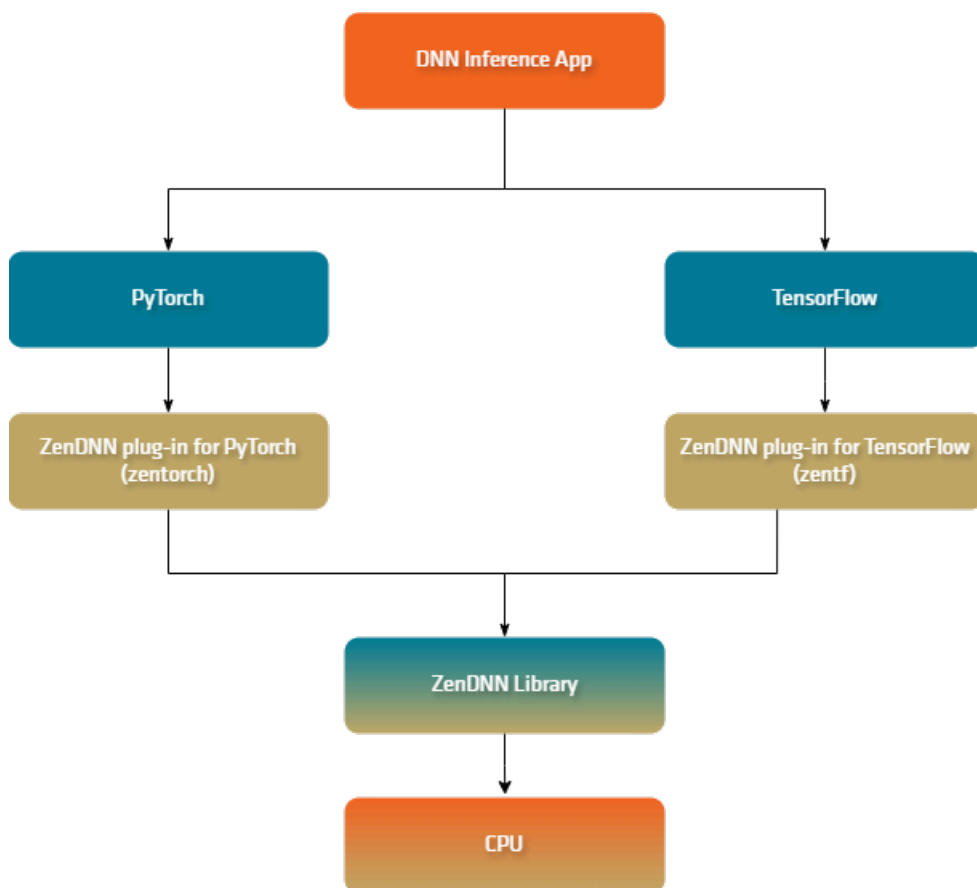 DNN Inference App
PyTorch
TensorFlow
ZenDNN plug-in for PyTorch
(zentorch)
ZenDNN plug-in for TensorFlow
(zentf)
ZenDNN Library
CPU